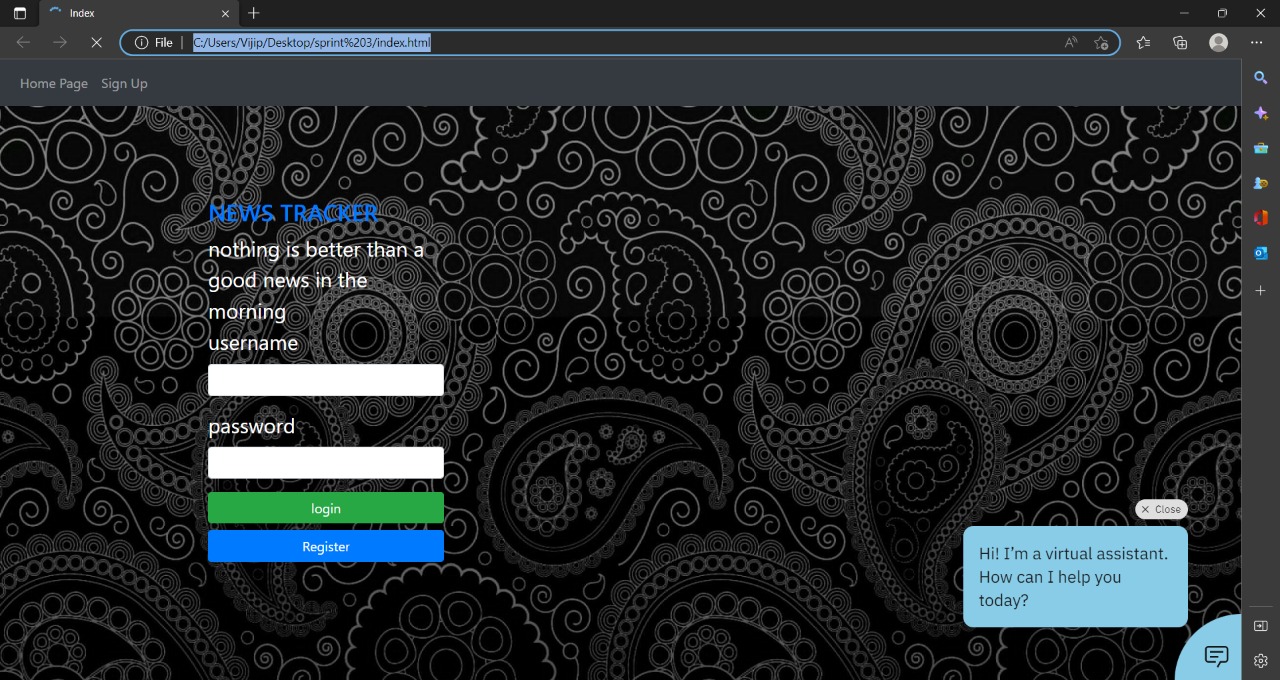 Index
File
C:/Users/Vijip/Desktop/sprint%203/index.html
Home Page Sign Up
NEWS TRACKER
nothing is better than a
good news in the
morning
username
password
login
Register
Close
Hi! I'm a virtual assistant.
How can I help you
today?